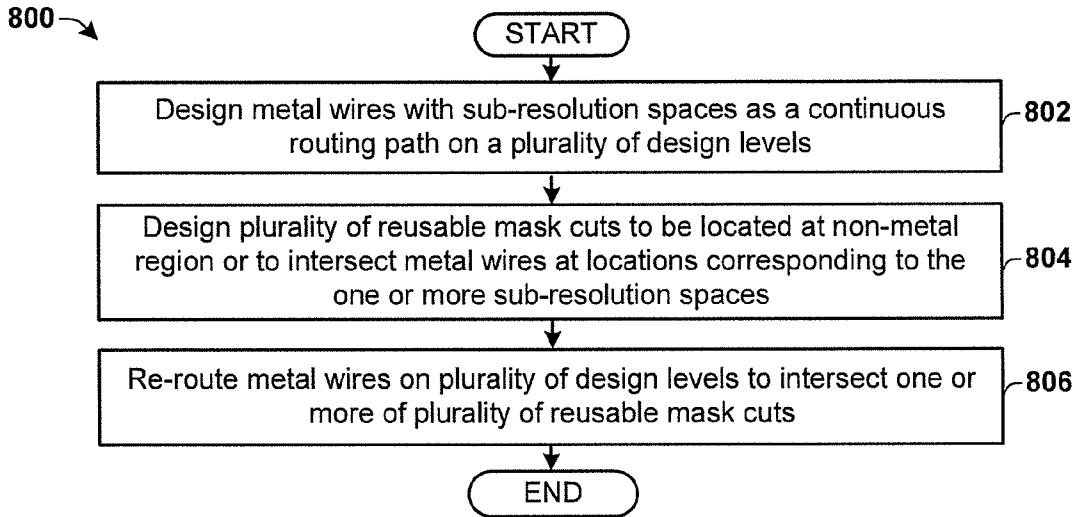 800
START
Design metal wires with sub-resolution spaces as a continuous
routing path on a plurality of design levels
802
Design plurality of reusable mask cuts to be located at non-metal
region or to intersect metal wires at locations corresponding to the
one or more sub-resolution spaces
804
Re-route metal wires on plurality of design levels to intersect one or
more of plurality of reusable mask cuts
806
END